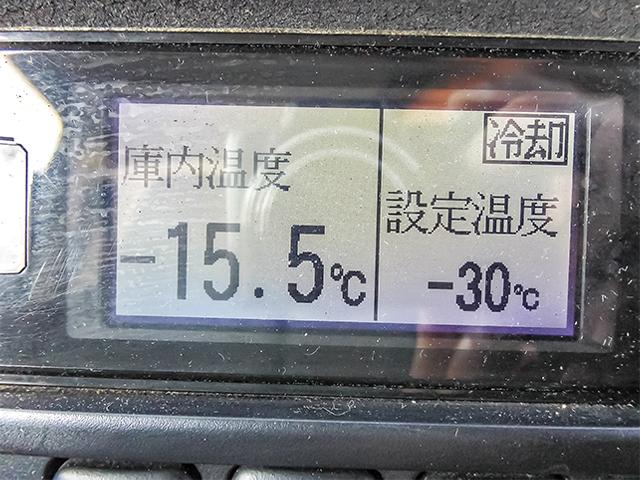 庫内温度
-15.5℃
冷却
設定温度
-30℃